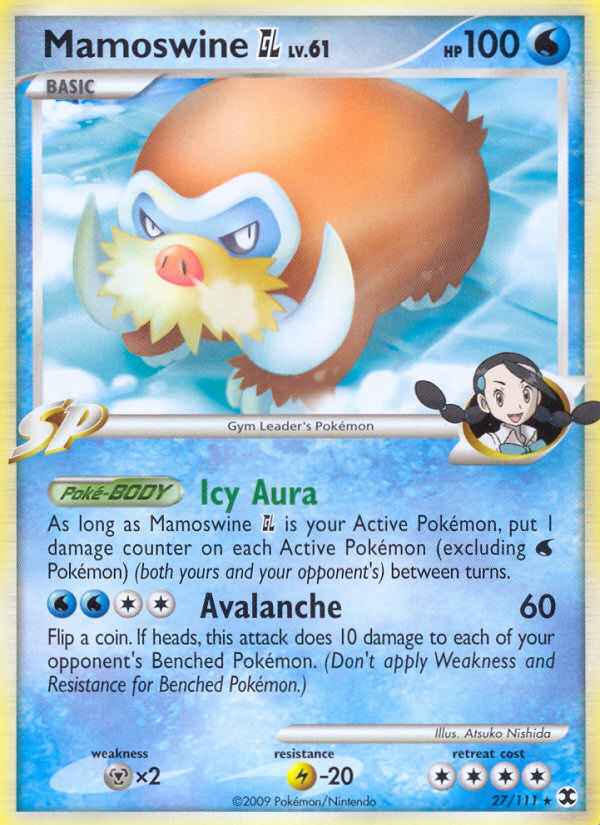 Mamoswine GL LV.61
HP 100
BASIC
SP
Gym Leader's Pokémon
Poké-BODY Icy Aura
As long as Mamoswine GL is your Active Pokémon, put 1
damage counter on each Active Pokémon (excluding
Pokémon) (both yours and your opponent's) between turns.
Avalanche 60
Flip a coin. If heads, this attack does 10 damage to each of your
opponent's Benched Pokémon. (Don't apply Weakness and
Resistance for Benched Pokémon.)
Illus. Atsuko Nishida
weakness resistance retreat cost
×2 -20
©2009 Pokémon/Nintendo 27/111